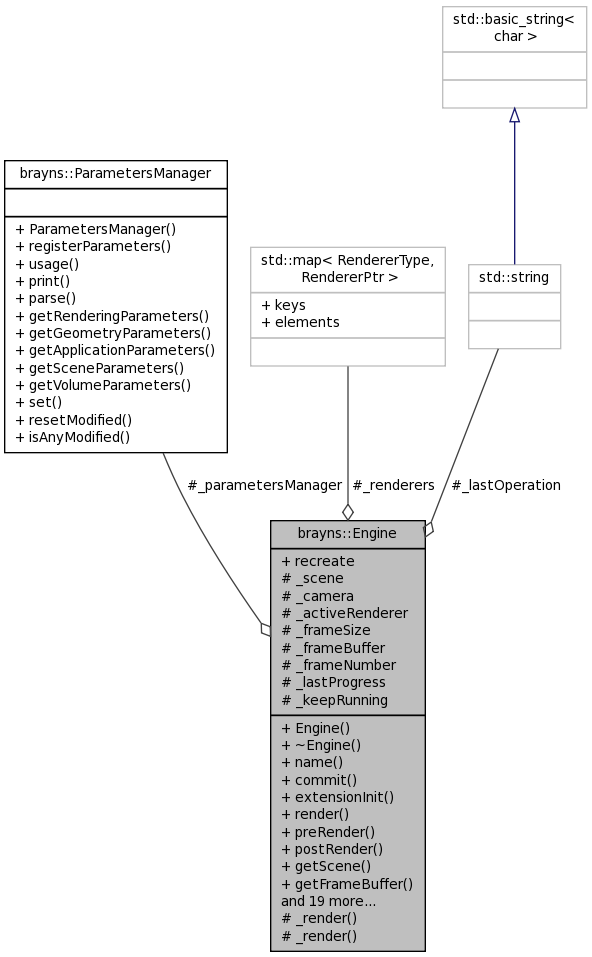 std::basic_string<
char >
brayns::ParametersManager
+ ParametersManager()
+ registerParameters()
+ usage()
+ print()
+ parse()
+ getRenderingParameters()
+ getGeometryParameters()
+ getApplicationParameters()
+ getSceneParameters()
+ getVolumeParameters()
+ set()
+ resetModified()
+ isAnyModified()
std::map< RendererType,
RendererPtr >
+ keys
+ elements
std::string
#_parametersManager
#_renderers
#_lastOperation
brayns::Engine
+ recreate
# _scene
# _camera
# _activeRenderer
# _frameSize
# _frameBuffer
# _frameNumber
# _lastProgress
# _keepRunning
+ Engine()
+ ~Engine()
+ name()
+ commit()
+ extensionInit()
+ render()
+ preRender()
+ postRender()
+ getScene()
+ getFrameBuffer()
and 19 more...
# _render()
# _render()